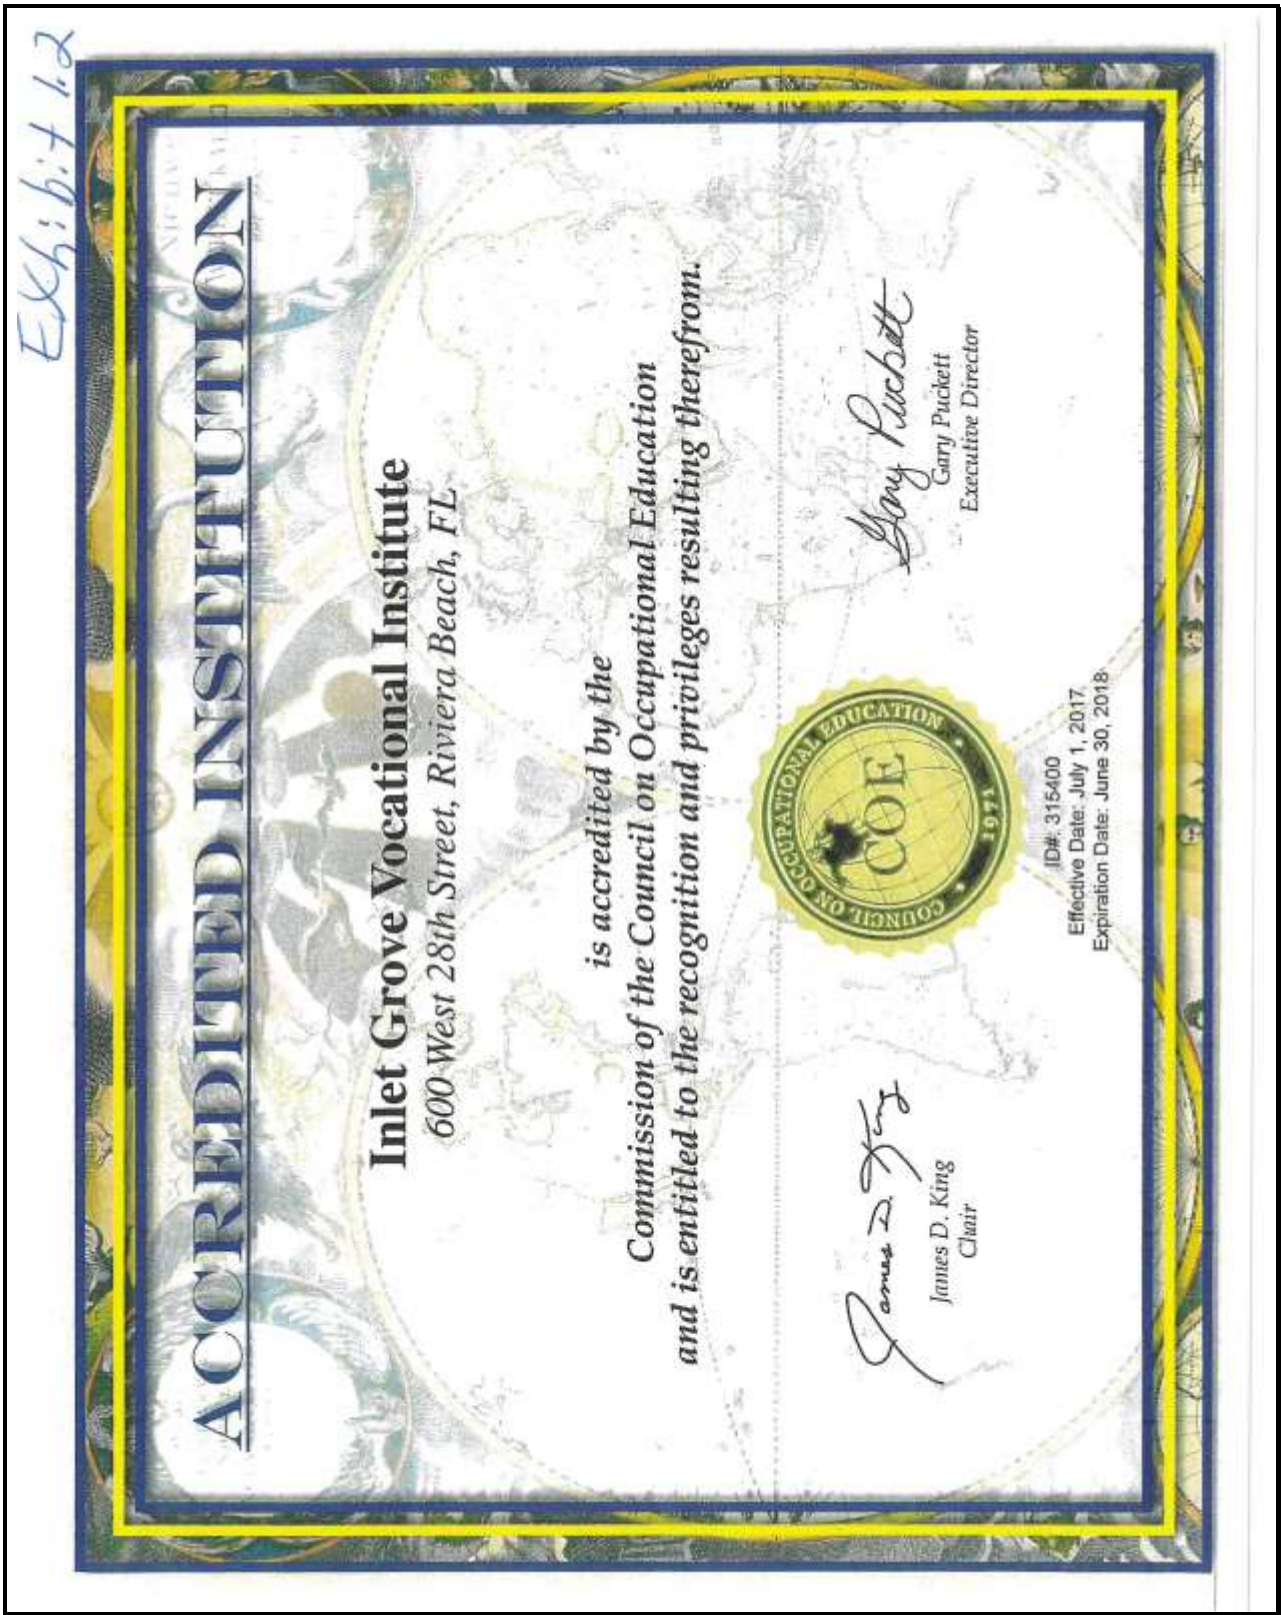 Exhibit 1.2
ACCREDITED INSTITUTION
Inlet Grove Vocational Institute
600 West 28th Street, Riviera Beach, FL
is accredited by the
Commission of the Council on Occupational Education
and is entitled to the recognition and privileges resulting therefrom.
James D. King
James D. King
Chair
COUNCIL ON OCCUPATIONAL EDUCATION
COE
1971
Gary Puckett
Gary Puckett
Executive Director
ID#: 315400
Effective Date: July 1, 2017
Expiration Date: June 30, 2018